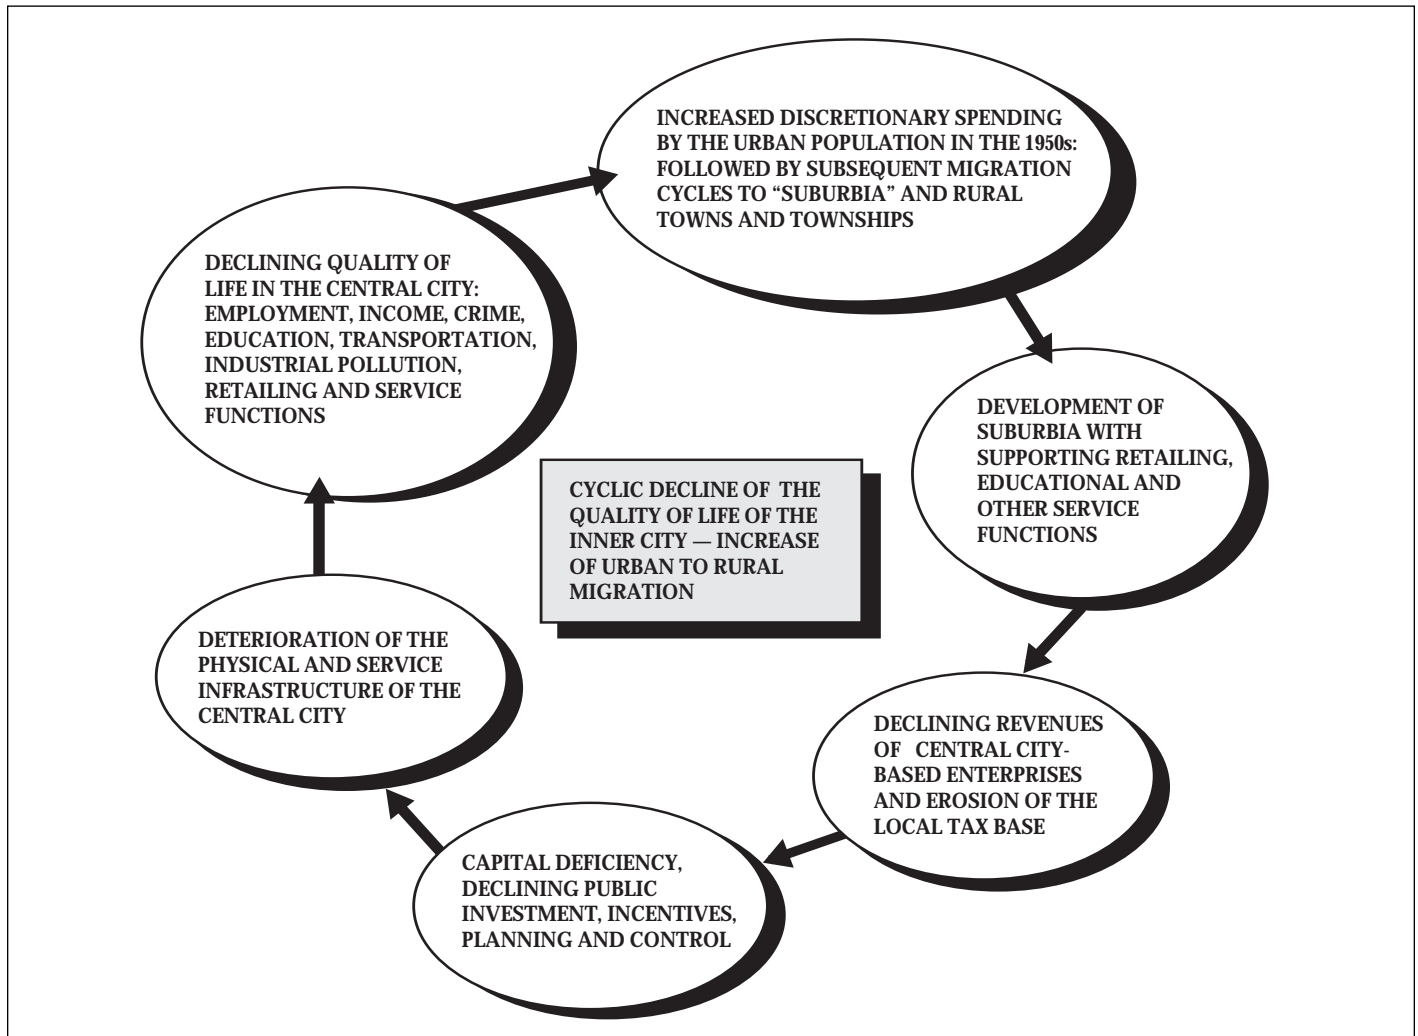 INCREASED DISCRETIONARY SPENDING
BY THE URBAN POPULATION IN THE 1950s:
FOLLOWED BY SUBSEQUENT MIGRATION
CYCLES TO “SUBURBIA” AND RURAL
TOWNS AND TOWNSHIPS
DECLINING QUALITY OF
LIFE IN THE CENTRAL CITY:
EMPLOYMENT, INCOME, CRIME,
EDUCATION, TRANSPORTATION,
INDUSTRIAL POLLUTION,
RETAILING AND SERVICE
FUNCTIONS
DEVELOPMENT OF
SUBURBIA WITH
SUPPORTING RETAILING,
EDUCATIONAL AND
OTHER SERVICE
FUNCTIONS
CYCLIC DECLINE OF THE
QUALITY OF LIFE OF THE
INNER CITY — INCREASE
OF URBAN TO RURAL
MIGRATION
DETERIORATION OF THE
PHYSICAL AND SERVICE
INFRASTRUCTURE OF THE
CENTRAL CITY
DECLINING REVENUES
OF CENTRAL CITY-
BASED ENTERPRISES
AND EROSION OF THE
LOCAL TAX BASE
CAPITAL DEFICIENCY,
DECLINING PUBLIC
INVESTMENT, INCENTIVES,
PLANNING AND CONTROL